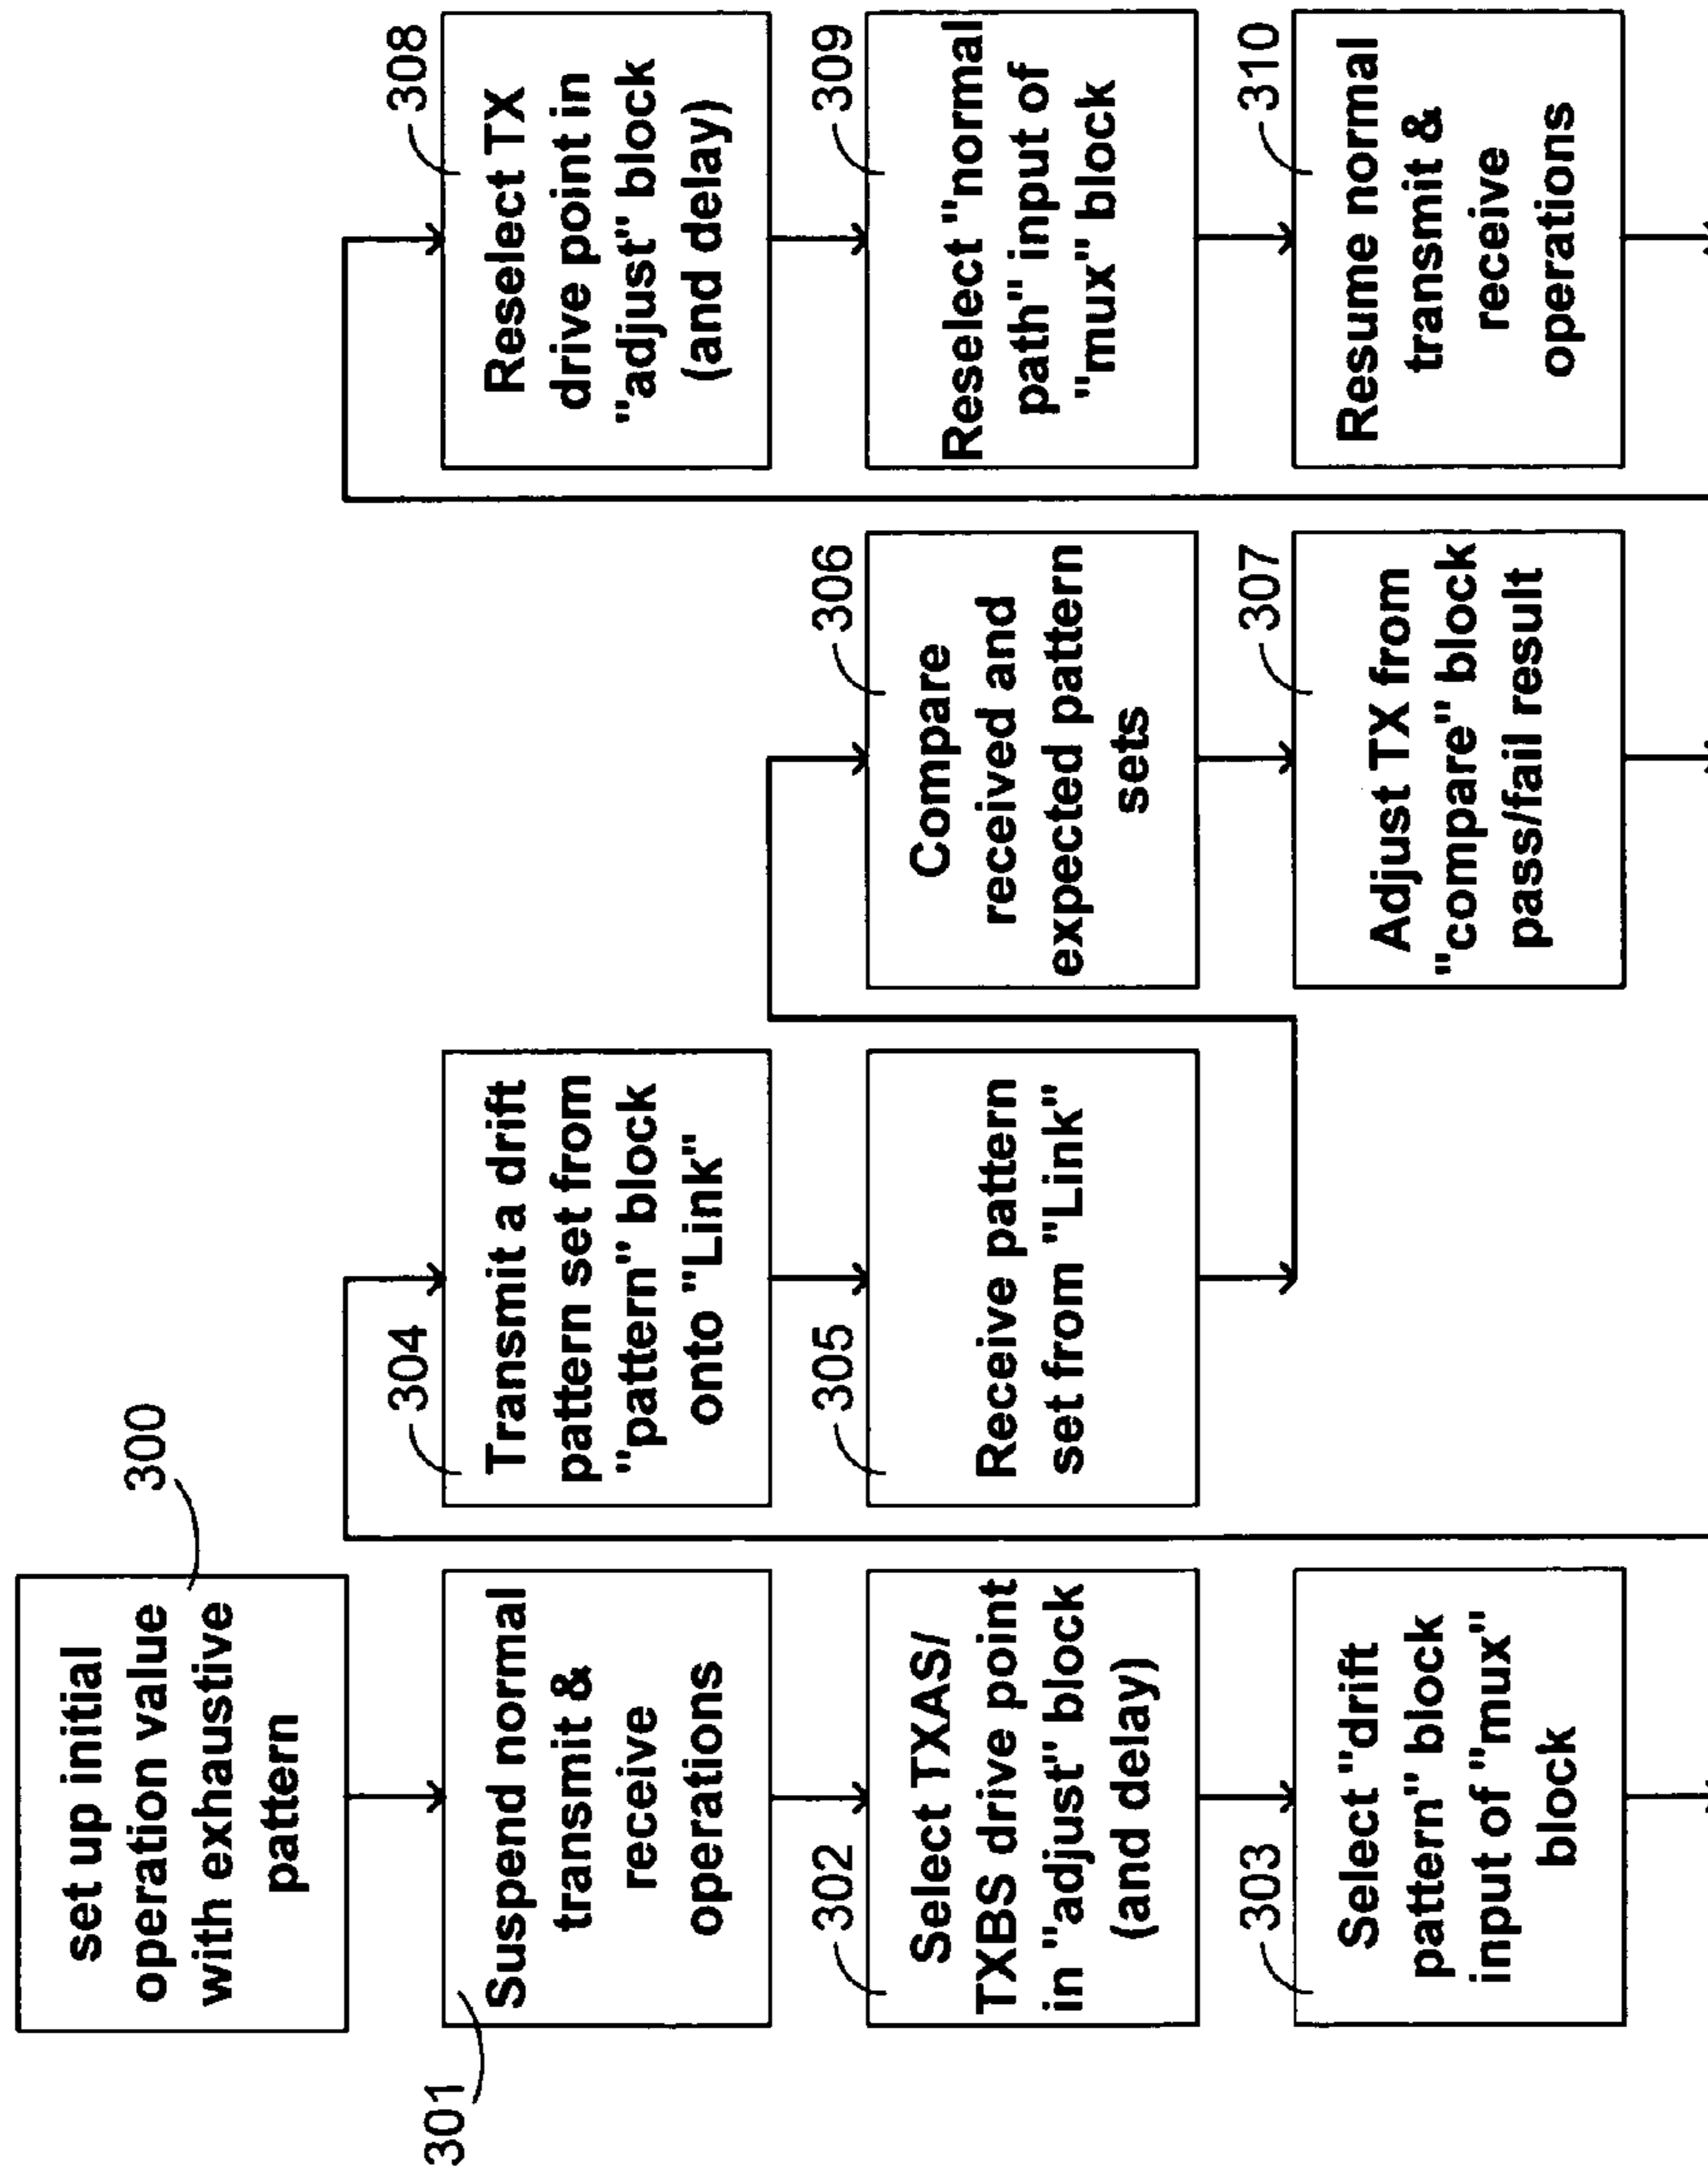 300
set up initial
operation value
with exhaustive
pattern
301
Suspend normal
transmit &
receive
operations
302
Select TXAS/
TXBS drive point
in "adjust" block
(and delay)
303
Select "drift
pattern" block
input of "mux"
block
304
Transmit a drift
pattern set from
"pattern" block
onto "Link"
305
Receive pattern
set from "Link"
306
Compare
received and
expected pattern
sets
307
Adjust TX from
"compare" block
pass/fail result
308
Reselect TX
drive point in
"adjust" block
(and delay)
309
Reselect "normal
path" input of
"mux" block
310
Resume normal
transmit &
receive
operations